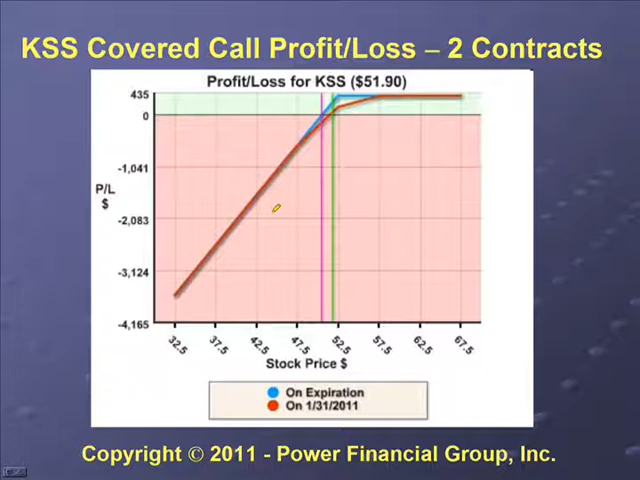 KSS Covered Call Profit/Loss – 2 Contracts
Profit/Loss for KSS ($51.90)
435
0
-1,041
P/L
$
-2,083
-3,124
-4,165
32.5 37.5 42.5 47.5 52.5 57.5 62.5 67.5
Stock Price $
On Expiration
On 1/31/2011
Copyright © 2011 - Power Financial Group, Inc.